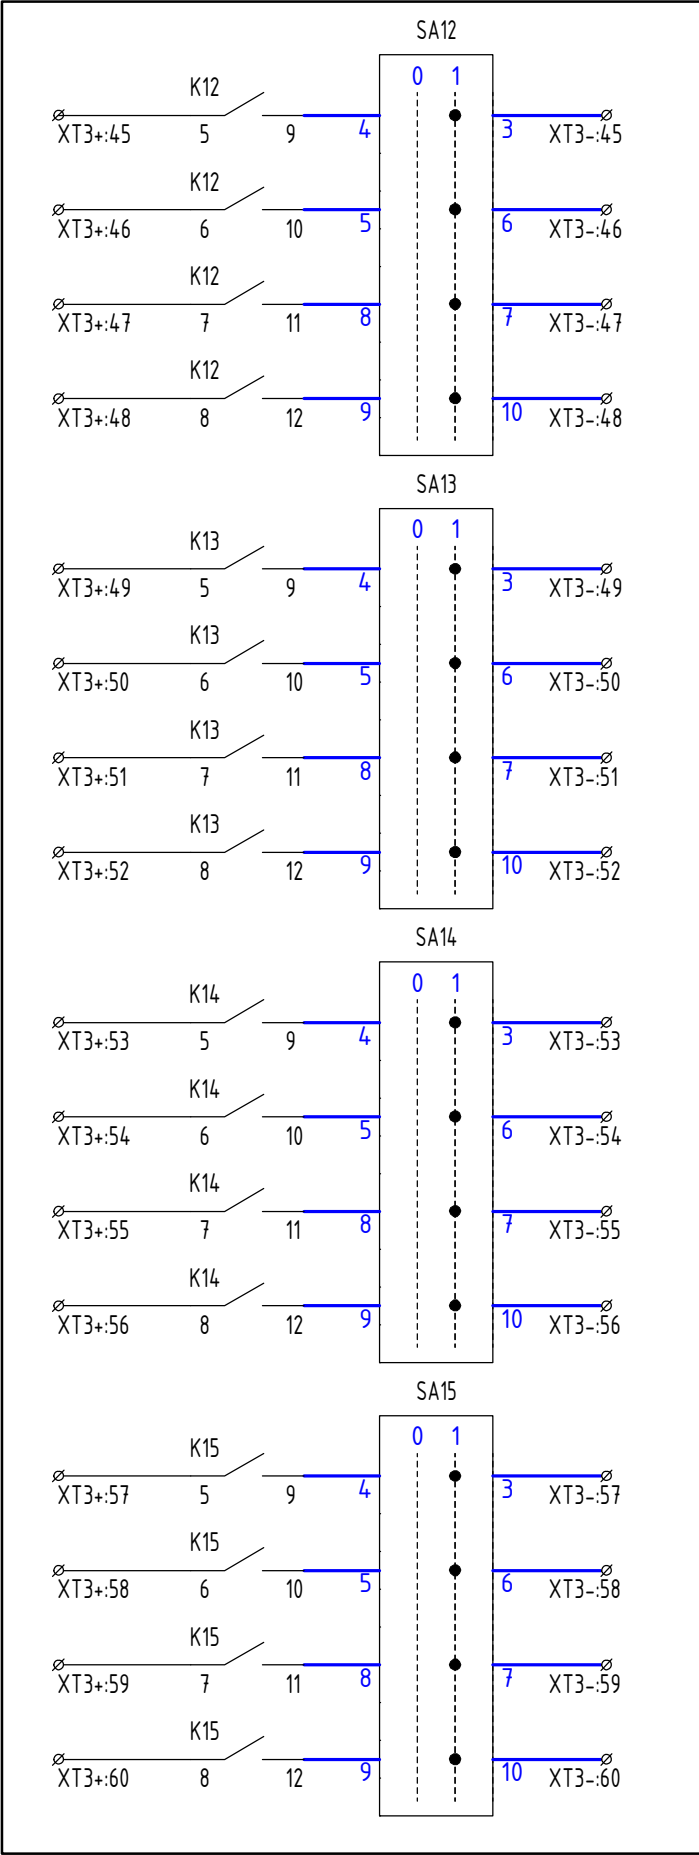 SA12
0 1
K12
4 3
XT3+:45 5 9 XT3-:45
K12
5 6
XT3+:46 6 10 XT3-:46
K12
8 7
XT3+:47 7 11 XT3-:47
K12
9 10
XT3+:48 8 12 XT3-:48
SA13
0 1
K13
4 3
XT3+:49 5 9 XT3-:49
K13
5 6
XT3+:50 6 10 XT3-:50
K13
8 7
XT3+:51 7 11 XT3-:51
K13
9 10
XT3+:52 8 12 XT3-:52
SA14
0 1
K14
4 3
XT3+:53 5 9 XT3-:53
K14
5 6
XT3+:54 6 10 XT3-:54
K14
8 7
XT3+:55 7 11 XT3-:55
K14
9 10
XT3+:56 8 12 XT3-:56
SA15
0 1
K15
4 3
XT3+:57 5 9 XT3-:57
K15
5 6
XT3+:58 6 10 XT3-:58
K15
8 7
XT3+:59 7 11 XT3-:59
K15
9 10
XT3+:60 8 12 XT3-:60